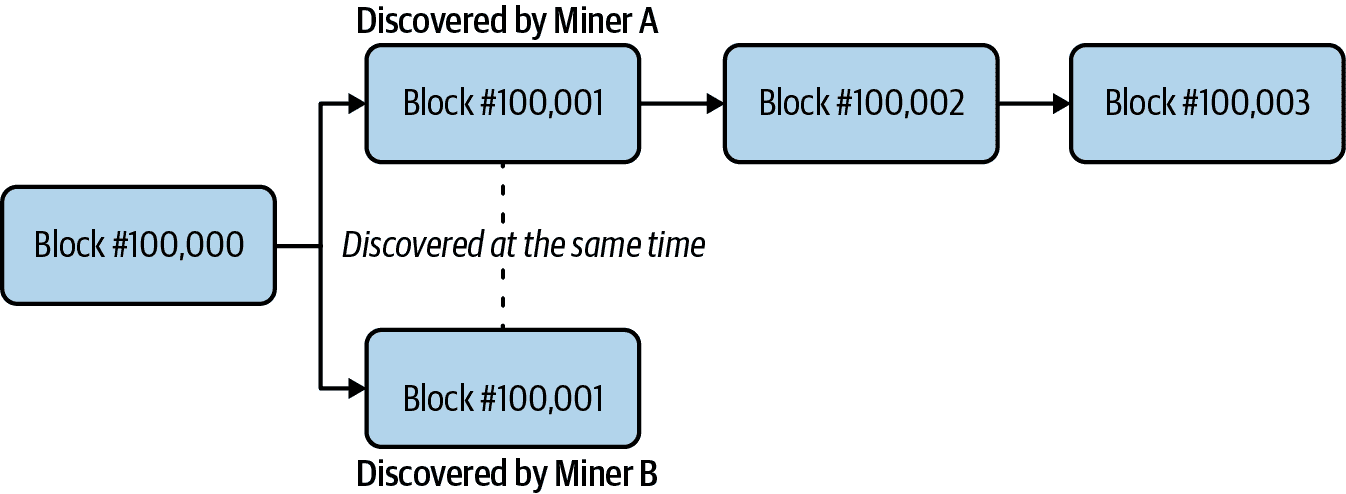 Discovered by Miner A
Block #100,001
Block #100,002
Block #100,003
Block #100,000
Discovered at the same time
Block #100,001
Discovered by Miner B